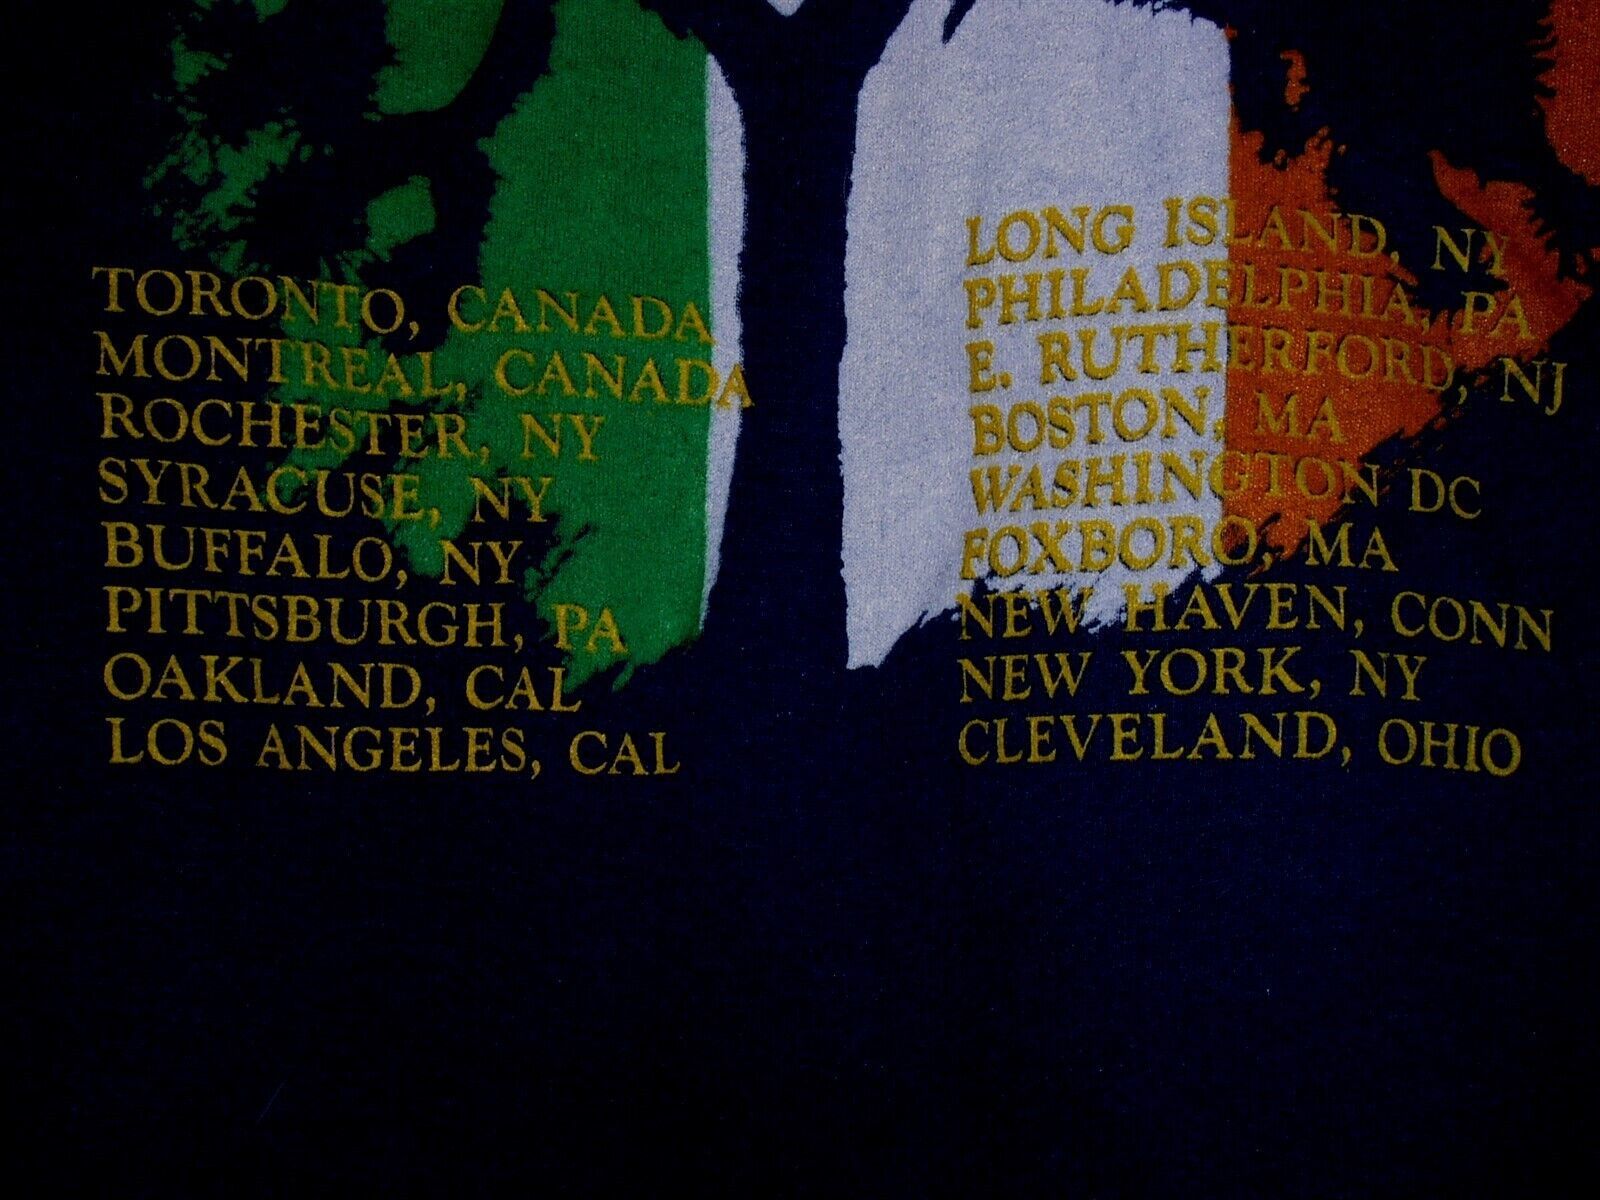 TORONTO, CANADA
MONTREAL, CANADA
ROCHESTER, NY
SYRACUSE, NY
BUFFALO, NY
PITTSBURGH, PA
OAKLAND, CAL
LOS ANGELES, CAL
LONG ISLAND, NY
PHILADELPHIA, PA
E. RUTHERFORD, NJ
BOSTON, MA
WASHINGTON DC
FOXBORO, MA
NEW HAVEN, CONN
NEW YORK, NY
CLEVELAND, OHIO